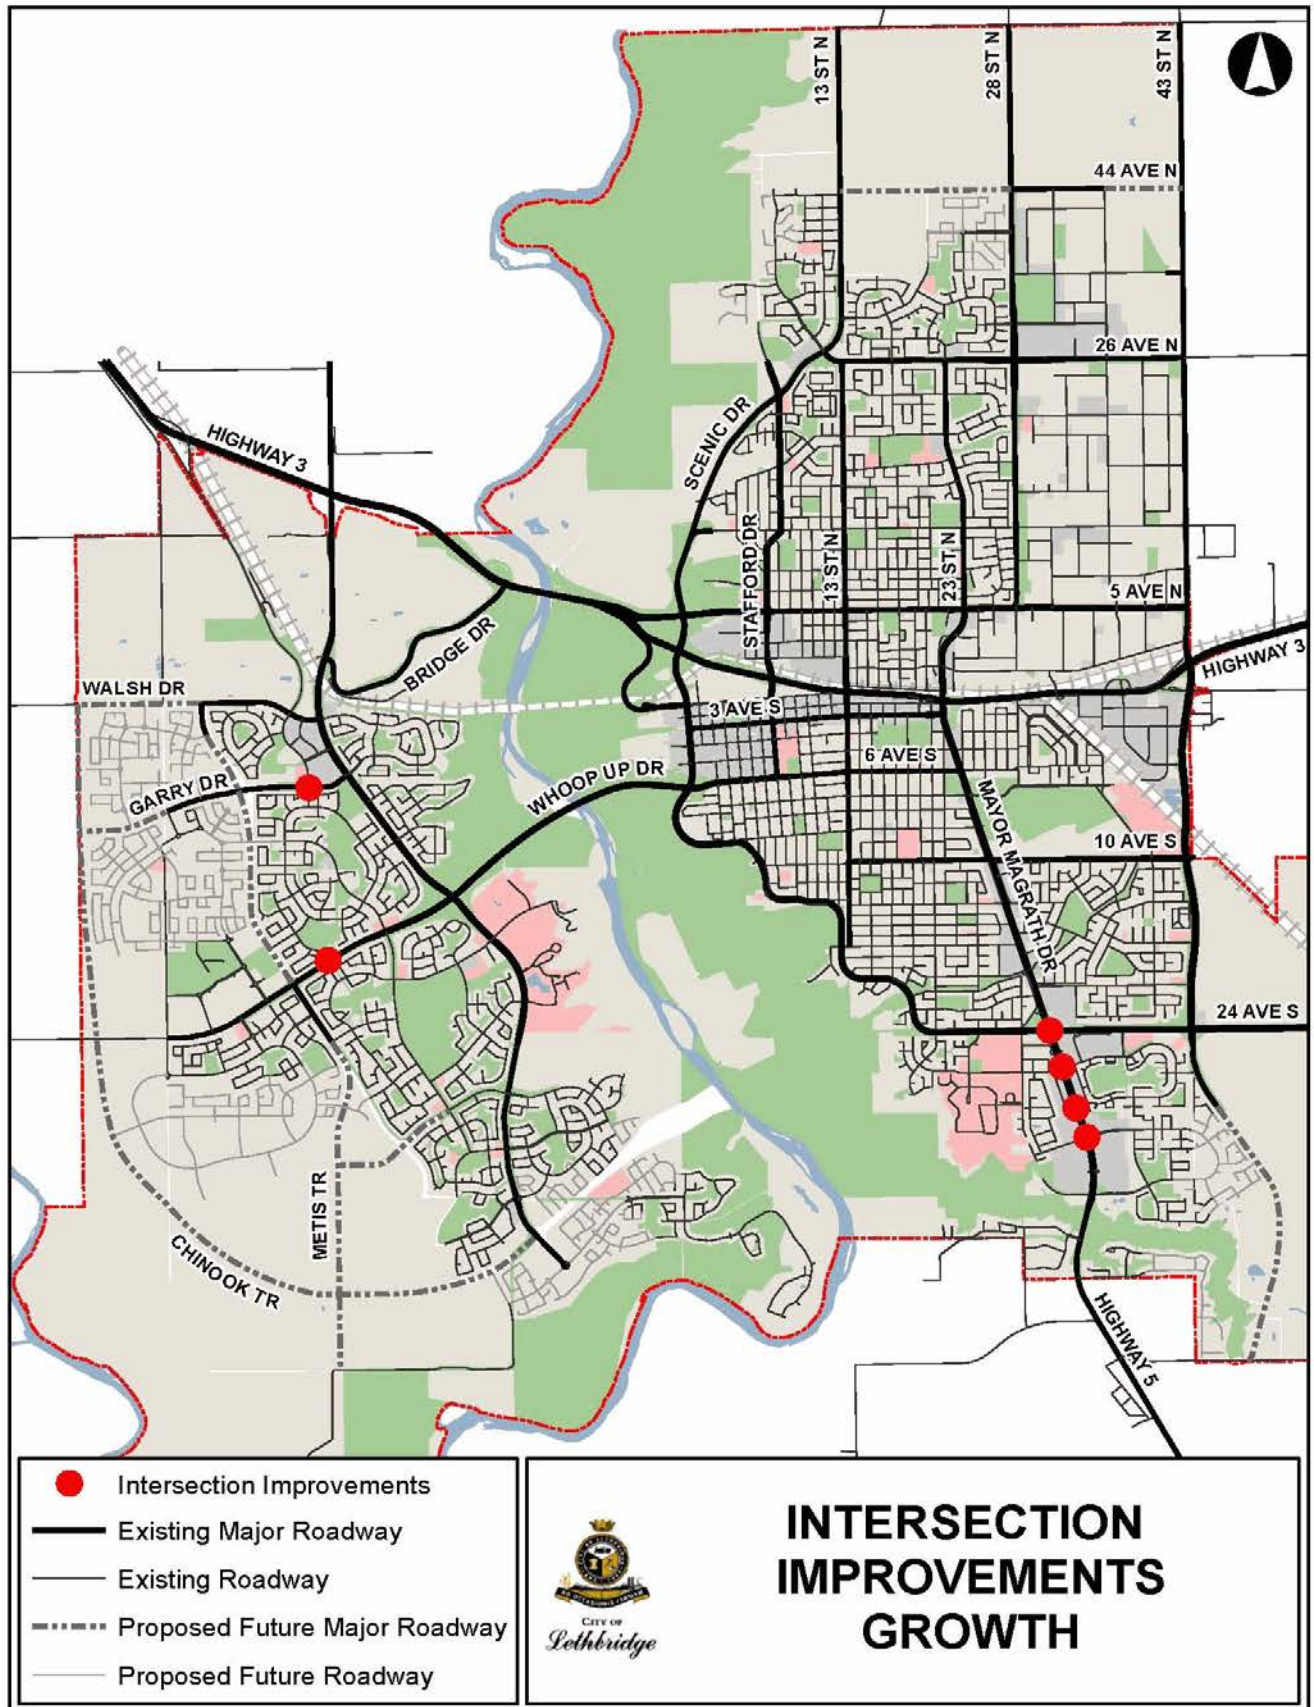 13 ST N
28 ST N
43 ST N
44 AVE N
26 AVE N
SCENIC DR
HIGHWAY 3
STAFFORD DR
13 ST N
23 ST N
5 AVE N
BRIDGE DR
HIGHWAY 3
WALSH DR
3 AVE S
6 AVE S
GARRY DR
WHOOP UP DR
MAYOR MAGRATH DR
10 AVE S
24 AVE S
METIS TR
CHINOOK TR
HIGHWAY 5
Intersection Improvements
Existing Major Roadway
Existing Roadway
Proposed Future Major Roadway
Proposed Future Roadway
CITY OF
Lethbridge
INTERSECTION
IMPROVEMENTS
GROWTH